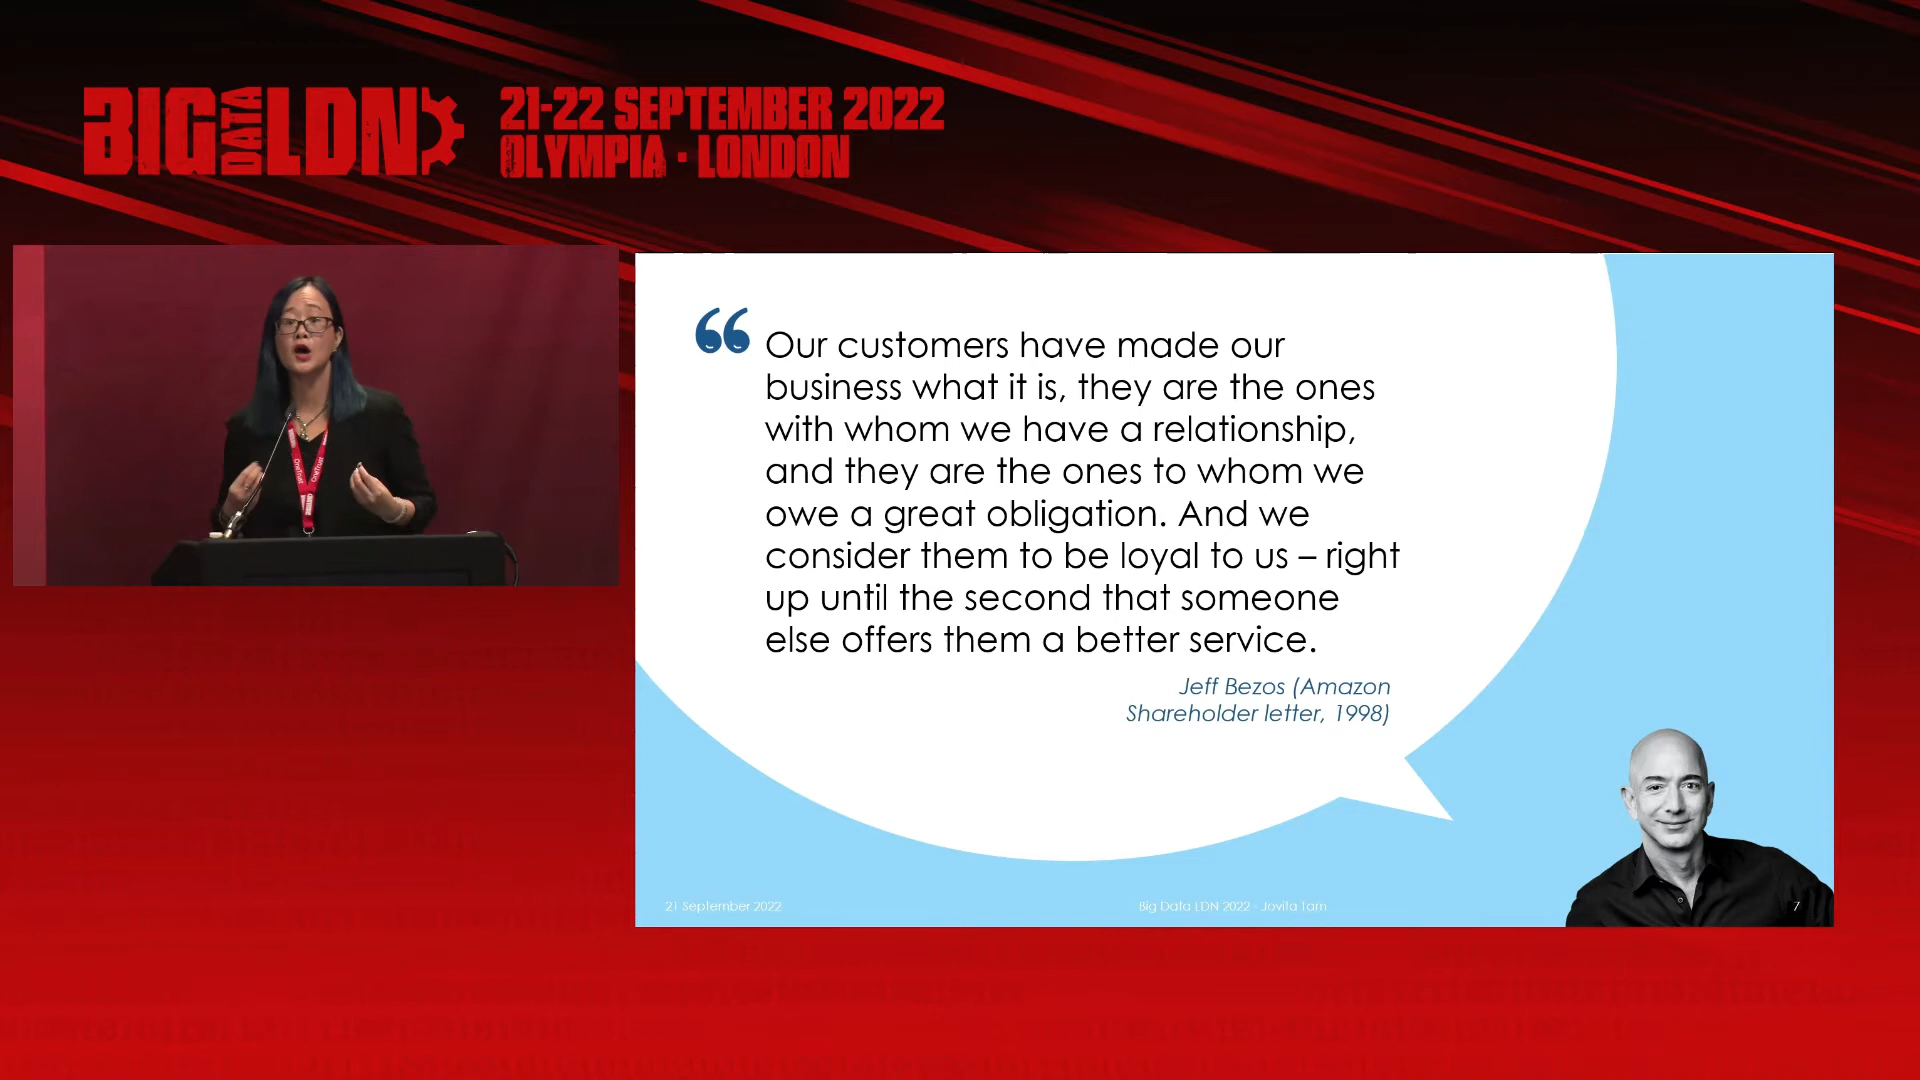 BIG DATA LDN
21-22 SEPTEMBER 2022
OLYMPIA · LONDON
OneTrust
OneTrust
“ Our customers have made our
business what it is, they are the ones
with whom we have a relationship,
and they are the ones to whom we
owe a great obligation. And we
consider them to be loyal to us – right
up until the second that someone
else offers them a better service.
Jeff Bezos (Amazon
Shareholder letter, 1998)
21 September 2022
Big Data LDN 2022 - Jovita Tam
7